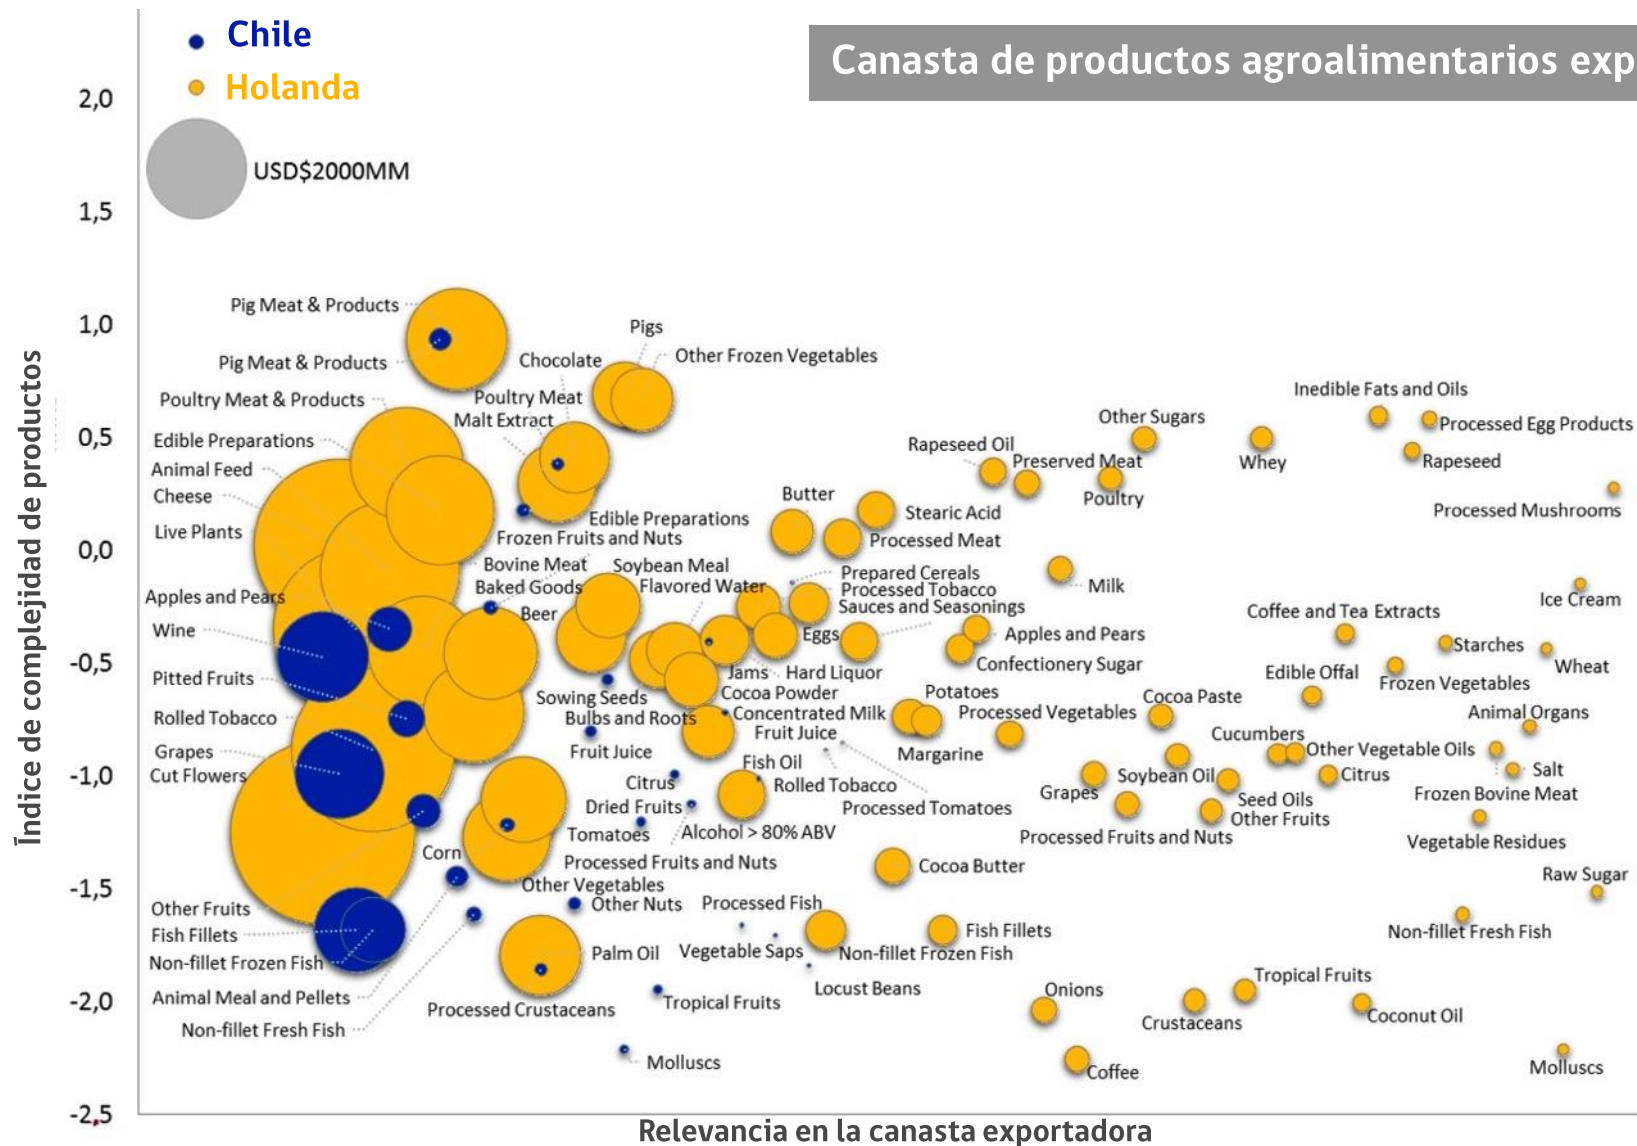 Chile
Holanda
Canasta de productos agroalimentarios exp
USD$2000MM
Índice de complejidad de productos
2,0
1,5
1,0
0,5
0,0
-0,5
-1,0
-1,5
-2,0
-2,5
Pig Meat & Products
Pig Meat & Products
Poultry Meat & Products
Edible Preparations
Animal Feed
Cheese
Live Plants
Apples and Pears
Wine
Pitted Fruits
Rolled Tobacco
Grapes
Cut Flowers
Other Fruits
Fish Fillets
Non-fillet Frozen Fish
Animal Meal and Pellets
Non-fillet Fresh Fish
Pigs
Other Frozen Vegetables
Chocolate
Poultry Meat
Malt Extract
Edible Preparations
Frozen Fruits and Nuts
Bovine Meat
Soybean Meal
Baked Goods
Flavored Water
Beer
Butter
Stearic Acid
Processed Meat
Prepared Cereals
Processed Tobacco
Sauces and Seasonings
Eggs
Apples and Pears
Confectionery Sugar
Jams
Hard Liquor
Sowing Seeds
Cocoa Powder
Bulbs and Roots
Concentrated Milk
Fruit Juice
Fruit Juice
Potatoes
Processed Vegetables
Margarine
Fish Oil
Citrus
Rolled Tobacco
Dried Fruits
Processed Tomatoes
Tomatoes
Alcohol > 80% ABV
Corn
Processed Fruits and Nuts
Cocoa Butter
Other Vegetables
Other Nuts
Processed Fish
Palm Oil
Vegetable Saps
Non-fillet Frozen Fish
Fish Fillets
Locust Beans
Processed Crustaceans
Tropical Fruits
Molluscs
Inedible Fats and Oils
Other Sugars
Processed Egg Products
Rapeseed Oil
Preserved Meat
Whey
Rapeseed
Poultry
Processed Mushrooms
Milk
Ice Cream
Coffee and Tea Extracts
Starches
Wheat
Edible Offal
Frozen Vegetables
Cocoa Paste
Animal Organs
Cucumbers
Other Vegetable Oils
Soybean Oil
Citrus
Salt
Grapes
Seed Oils
Frozen Bovine Meat
Other Fruits
Processed Fruits and Nuts
Vegetable Residues
Raw Sugar
Non-fillet Fresh Fish
Tropical Fruits
Onions
Crustaceans
Coconut Oil
Coffee
Molluscs
Relevancia en la canasta exportadora